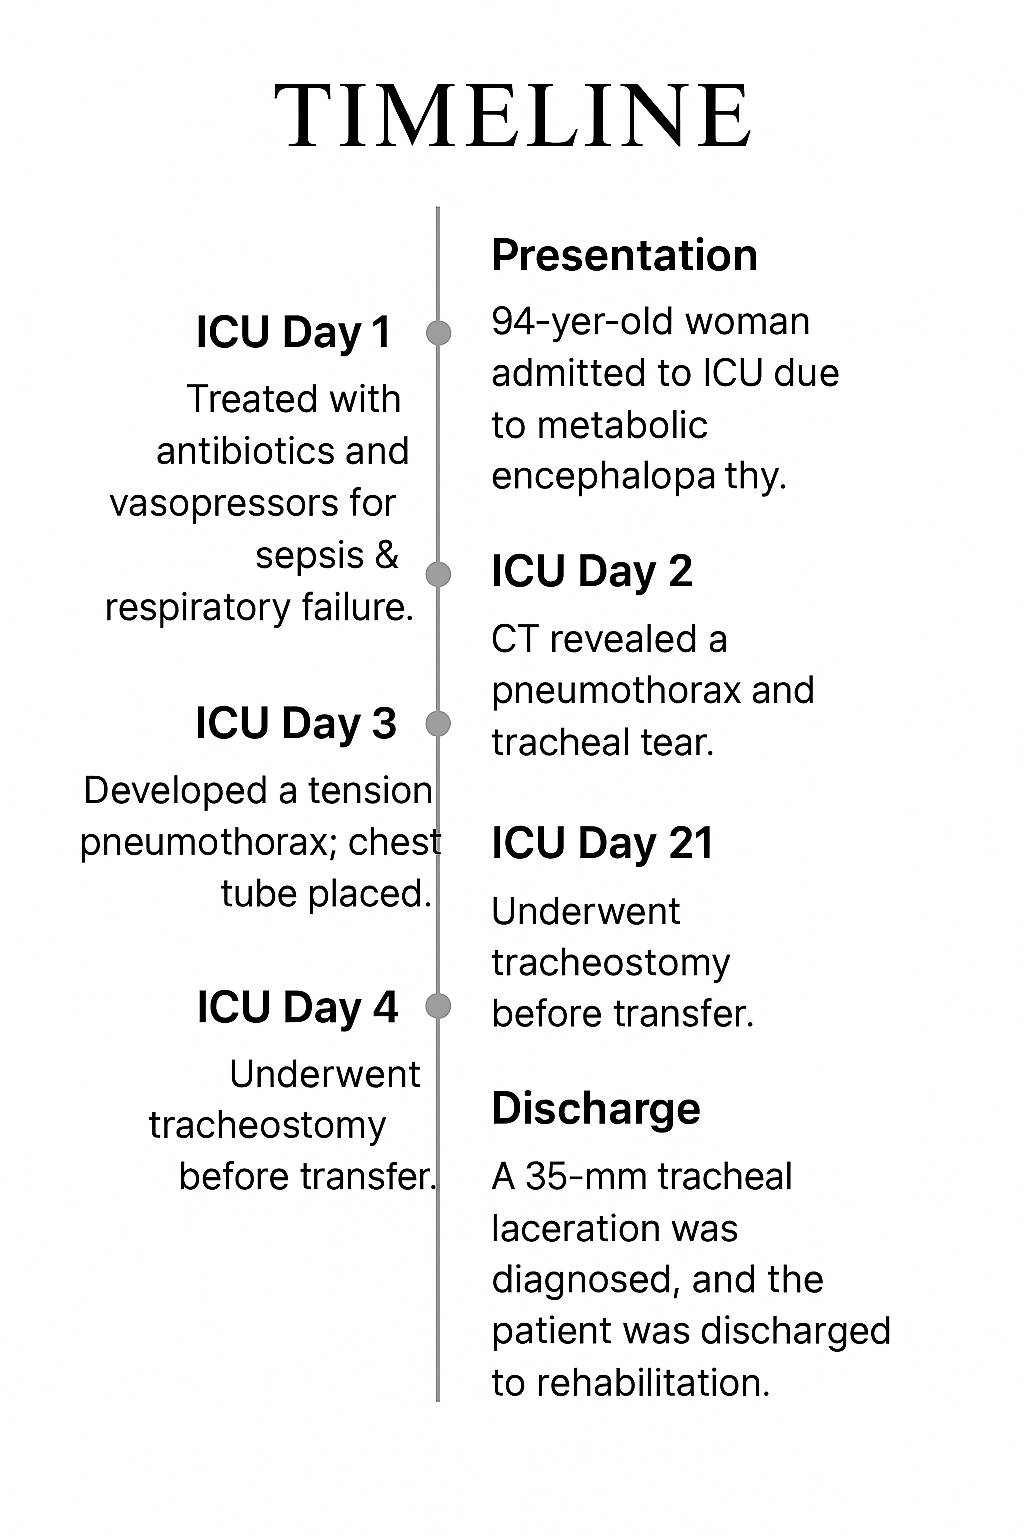 TIMELINE
Presentation
94-yer-old woman
admitted to ICU due
to metabolic
encephalopa thy.
ICU Day 1
Treated with
antibiotics and
vasopressors for
sepsis &
respiratory failure.
ICU Day 2
CT revealed a
pneumothorax and
tracheal tear.
ICU Day 3
Developed a tension
pneumothorax; chest
tube placed.
ICU Day 4
Underwent
tracheostomy
before transfer.
ICU Day 21
Underwent
tracheostomy
before transfer.
Discharge
A 35-mm tracheal
laceration was
diagnosed, and the
patient was discharged
to rehabilitation.